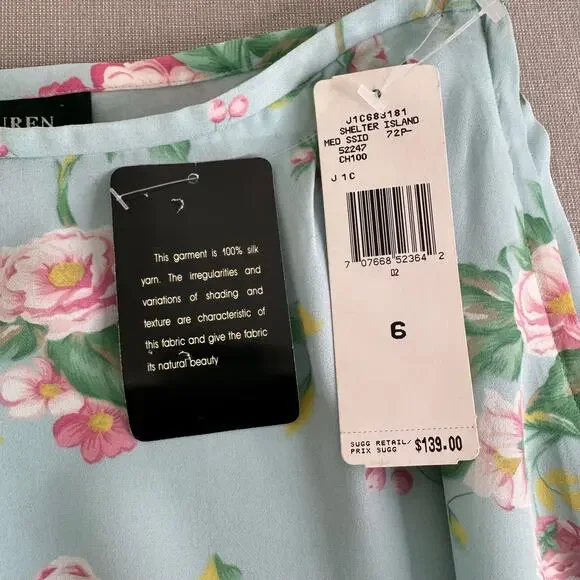 UREN
This garment is 100% silk
yarn. The irregularities and
variations of shading and
texture are characteristic of
this fabric and give the fabric
its natural beauty
J1C683181
SHELTER ISLAND
MED SSID 72P-
52247
CH100
J1C
7 07668 52364 2
02
6
SUGG RETAIL/
PRIX SUGG $139.00